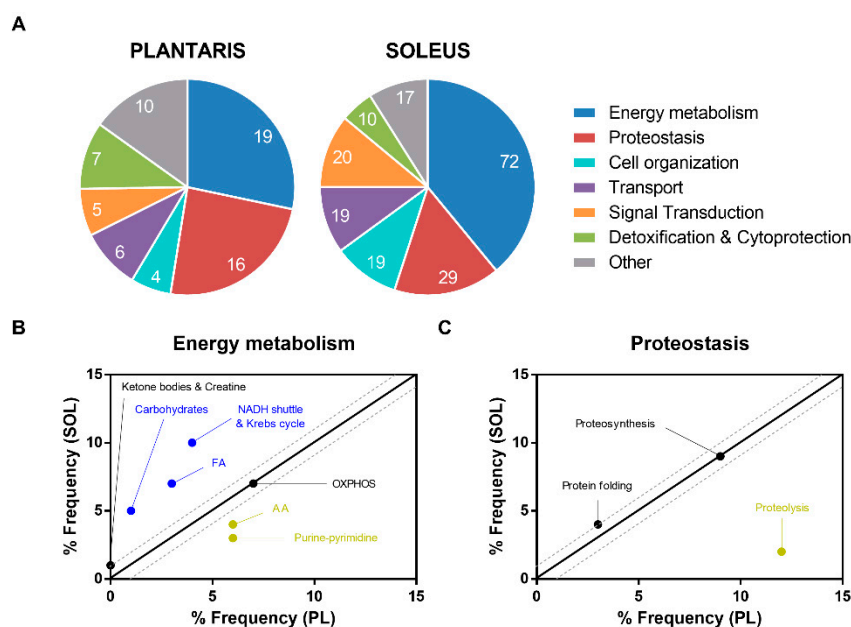 A
PLANTARIS
SOLEUS
10
19
7
5
6
4
16
17
10
20
72
19
19
29
Energy metabolism
Proteostasis
Cell organization
Transport
Signal Transduction
Detoxification & Cytoprotection
Other
B
Energy metabolism
15
10
5
0
% Frequency (SOL)
Ketone bodies & Creatine
Carbohydrates
NADH shuttle
& Krebs cycle
FA
OXPHOS
AA
Purine-pyrimidine
0
5
10
15
% Frequency (PL)
C
Proteostasis
15
10
5
0
% Frequency (SOL)
Proteosynthesis
Protein folding
Proteolysis
0
5
10
15
% Frequency (PL)